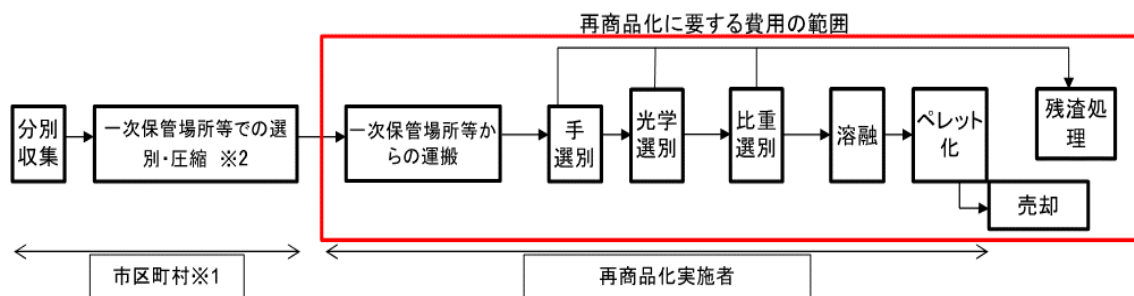 再商品化に要する費用の範囲
分別
収集
一次保管場所等での選
別・圧縮 ※2
一次保管場所等か
らの運搬
手
選別
光学
選別
比重
選別
溶融
ペレット
化
残渣処
理
売却
市区町村※1
再商品化実施者